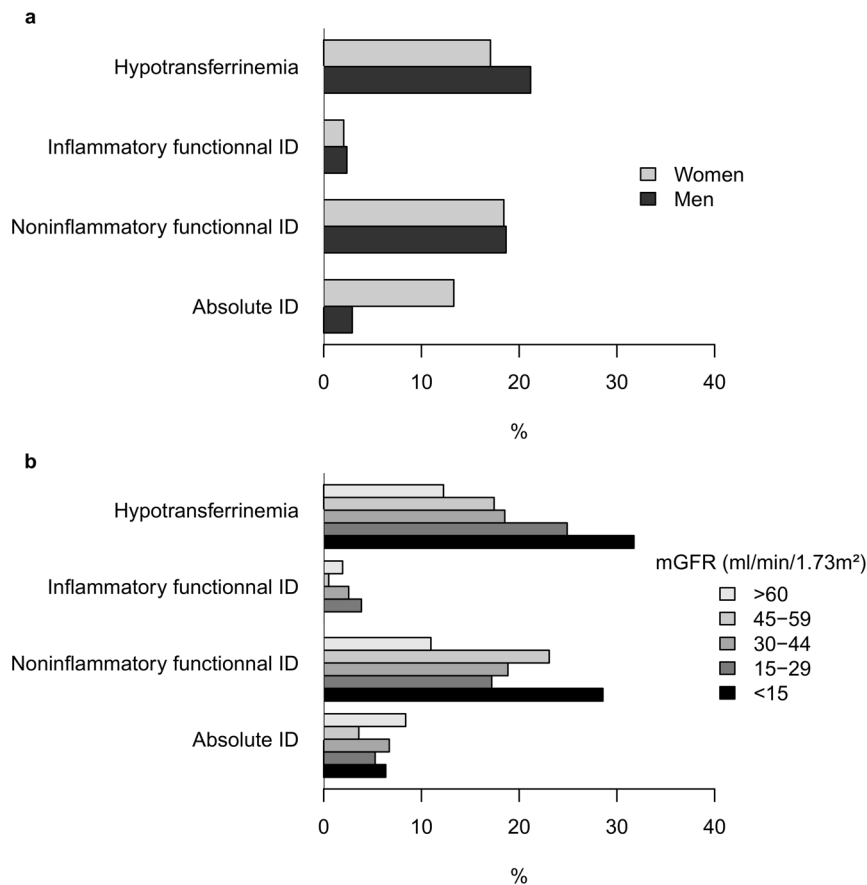 a
Hypotransferrinemia
Inflammatory functionnal ID
Noninflammatory functionnal ID
Absolute ID
Women
Men
0 10 20 30 40
%
b
Hypotransferrinemia
Inflammatory functionnal ID
Noninflammatory functionnal ID
Absolute ID
mGFR (ml/min/1.73m²)
>60
45−59
30−44
15−29
<15
0 10 20 30 40
%